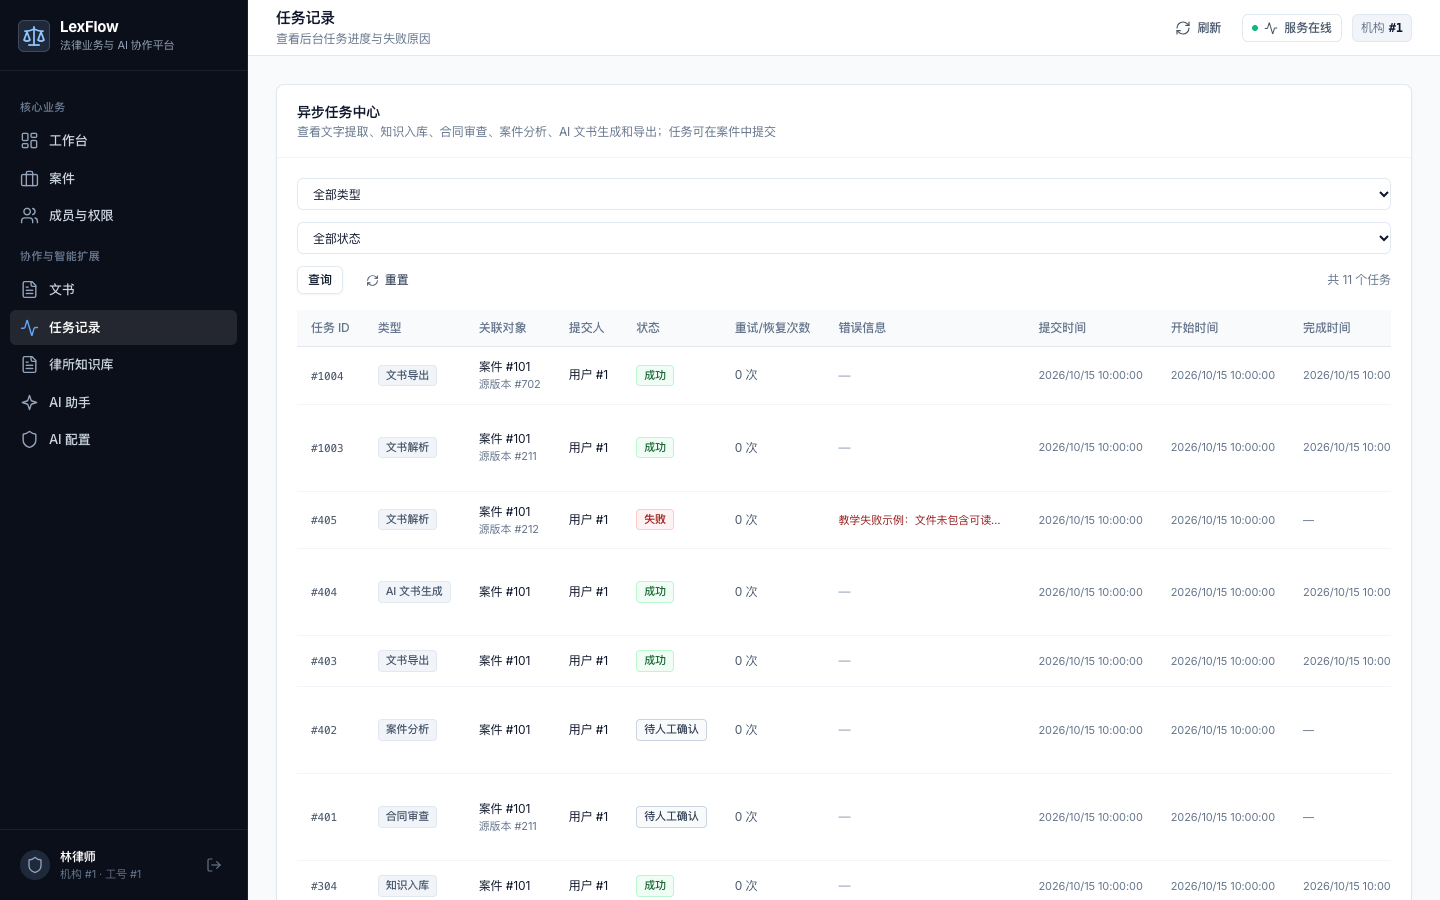 LexFlow
法律业务与 AI 协作平台
核心业务
工作台
案件
成员与权限
协作与智能扩展
文书
任务记录
律所知识库
AI 助手
AI 配置
林律师
机构 #1 · 工号 #1
任务记录
查看后台任务进度与失败原因
刷新
服务在线
机构 #1
异步任务中心
查看文字提取、知识入库、合同审查、案件分析、AI 文书生成和导出；任务可在案件中提交
全部类型
全部状态
查询 重置 共 11 个任务
任务 ID 类型 关联对象 提交人 状态 重试/恢复次数 错误信息 提交时间 开始时间 完成时间
#1004 文书导出 案件 #101 用户 #1 成功 0 次 — 2026/10/15 10:00:00 2026/10/15 10:00:00 2026/10/15 10:00
源版本 #702
#1003 文书解析 案件 #101 用户 #1 成功 0 次 — 2026/10/15 10:00:00 2026/10/15 10:00:00 2026/10/15 10:00
源版本 #211
#405 文书解析 案件 #101 用户 #1 失败 0 次 教学失败示例：文件未包含可读... 2026/10/15 10:00:00 2026/10/15 10:00:00 —
源版本 #212
#404 AI 文书生成 案件 #101 用户 #1 成功 0 次 — 2026/10/15 10:00:00 2026/10/15 10:00:00 2026/10/15 10:00
#403 文书导出 案件 #101 用户 #1 成功 0 次 — 2026/10/15 10:00:00 2026/10/15 10:00:00 2026/10/15 10:00
#402 案件分析 案件 #101 用户 #1 待人工确认 0 次 — 2026/10/15 10:00:00 2026/10/15 10:00:00 —
#401 合同审查 案件 #101 用户 #1 待人工确认 0 次 — 2026/10/15 10:00:00 2026/10/15 10:00:00 —
源版本 #211
#304 知识入库 案件 #101 用户 #1 成功 0 次 — 2026/10/15 10:00:00 2026/10/15 10:00:00 2026/10/15 10:00